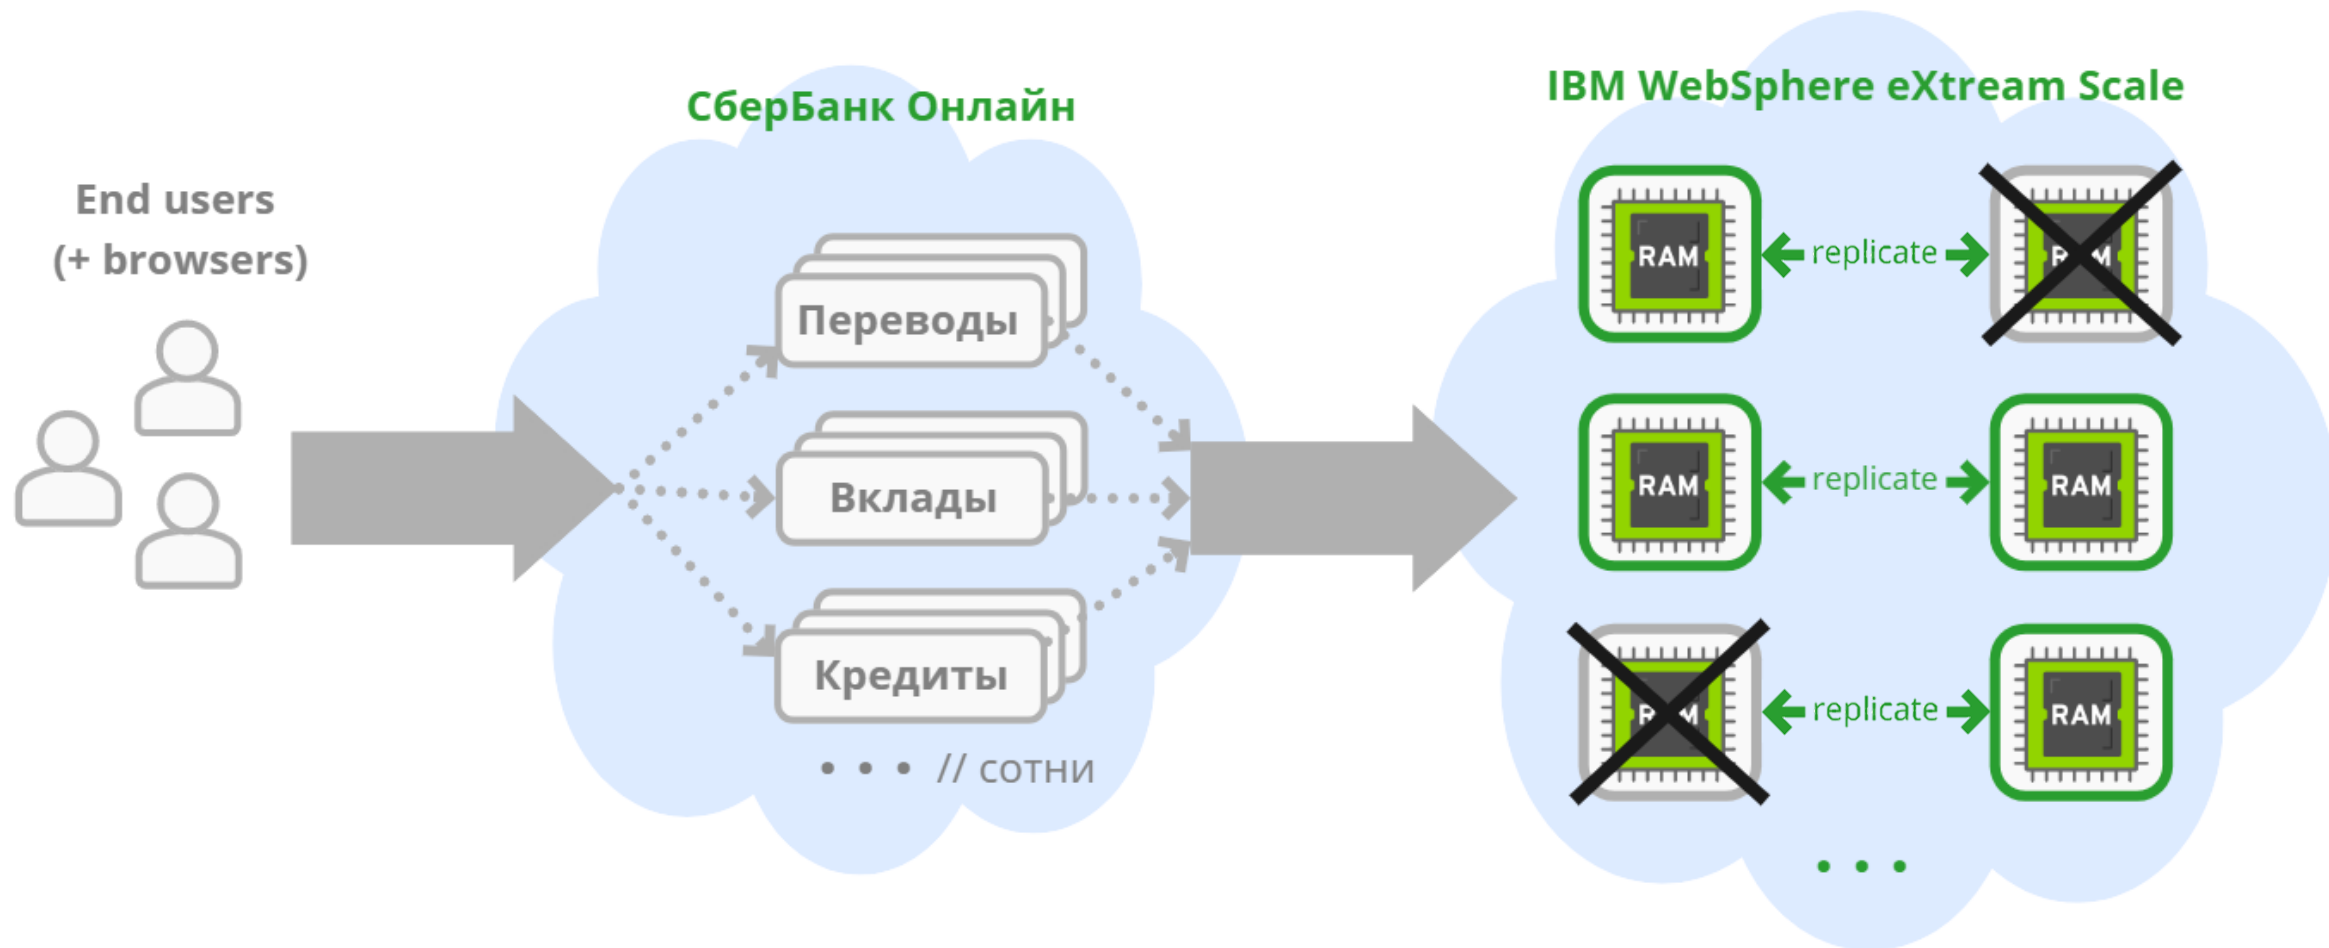 End users
(+ browsers)
СберБанк Онлайн
Переводы
Вклады
Кредиты
• • • // сотни
IBM WebSphere eXtream Scale
RAM replicate RAM
RAM replicate RAM
RAM replicate RAM
• • •